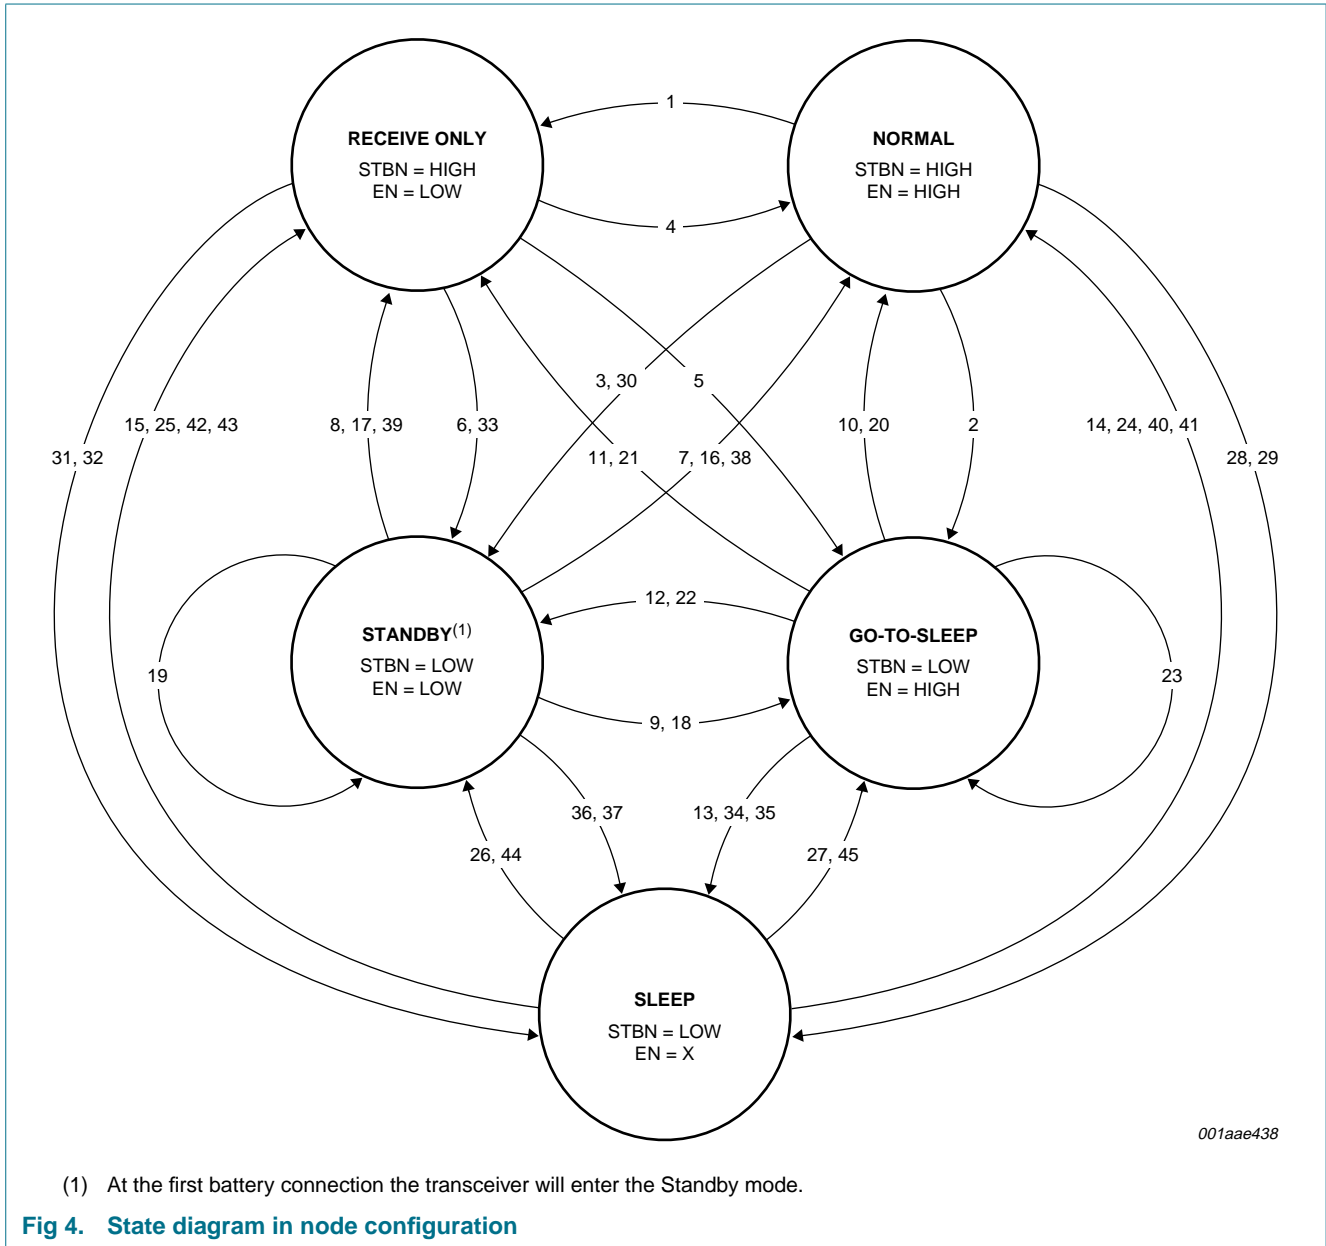 1
RECEIVE ONLY
STBN = HIGH
EN = LOW
NORMAL
STBN = HIGH
EN = HIGH
4
3, 30
5
15, 25, 42, 43
8, 17, 39
6, 33
10, 20
2
14, 24, 40, 41
31, 32
11, 21
7, 16, 38
28, 29
12, 22
STANDBY(1)
STBN = LOW
EN = LOW
GO-TO-SLEEP
STBN = LOW
EN = HIGH
19
23
9, 18
36, 37
13, 34, 35
26, 44
27, 45
SLEEP
STBN = LOW
EN = X
001aae438
(1) At the first battery connection the transceiver will enter the Standby mode.
Fig 4. State diagram in node configuration